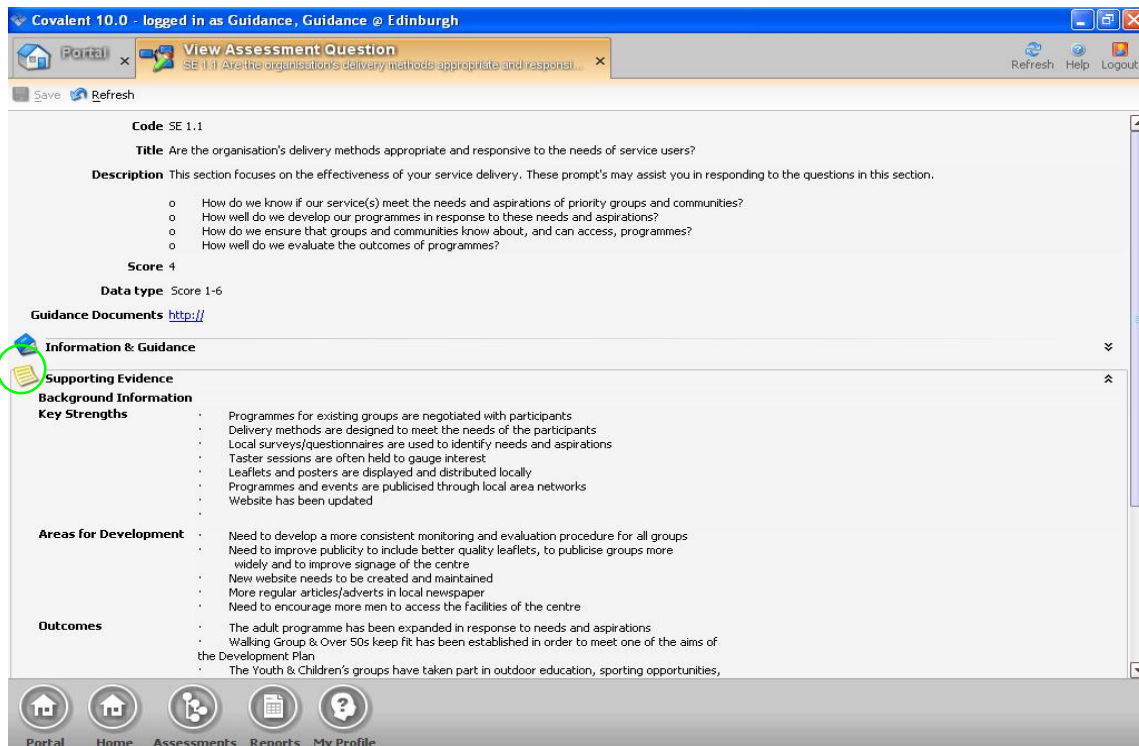 Covalent 10.0 - logged in as Guidance, Guidance @ Edinburgh
Portal
View Assessment Question
SE 1.1 Are the organisation's delivery methods appropriate and responsi...
Refresh Help Logout
Save Refresh
Code SE 1.1
Title Are the organisation's delivery methods appropriate and responsive to the needs of service users?
Description This section focuses on the effectiveness of your service delivery. These prompt's may assist you in responding to the questions in this section.
o How do we know if our service(s) meet the needs and aspirations of priority groups and communities?
o How well do we develop our programmes in response to these needs and aspirations?
o How do we ensure that groups and communities know about, and can access, programmes?
o How well do we evaluate the outcomes of programmes?
Score 4
Data type Score 1-6
Guidance Documents http://
Information & Guidance
Supporting Evidence
Background Information
Key Strengths · Programmes for existing groups are negotiated with participants
· Delivery methods are designed to meet the needs of the participants
· Local surveys/questionnaires are used to identify needs and aspirations
· Taster sessions are often held to gauge interest
· Leaflets and posters are displayed and distributed locally
· Programmes and events are publicised through local area networks
· Website has been updated
·
Areas for Development · Need to develop a more consistent monitoring and evaluation procedure for all groups
· Need to improve publicity to include better quality leaflets, to publicise groups more
widely and to improve signage of the centre
· New website needs to be created and maintained
· More regular articles/adverts in local newspaper
· Need to encourage more men to access the facilities of the centre
Outcomes · The adult programme has been expanded in response to needs and aspirations
· Walking Group & Over 50s keep fit has been established in order to meet one of the aims of
the Development Plan
· The Youth & Children's groups have taken part in outdoor education, sporting opportunities,
Portal Home Assessments Reports My Profile